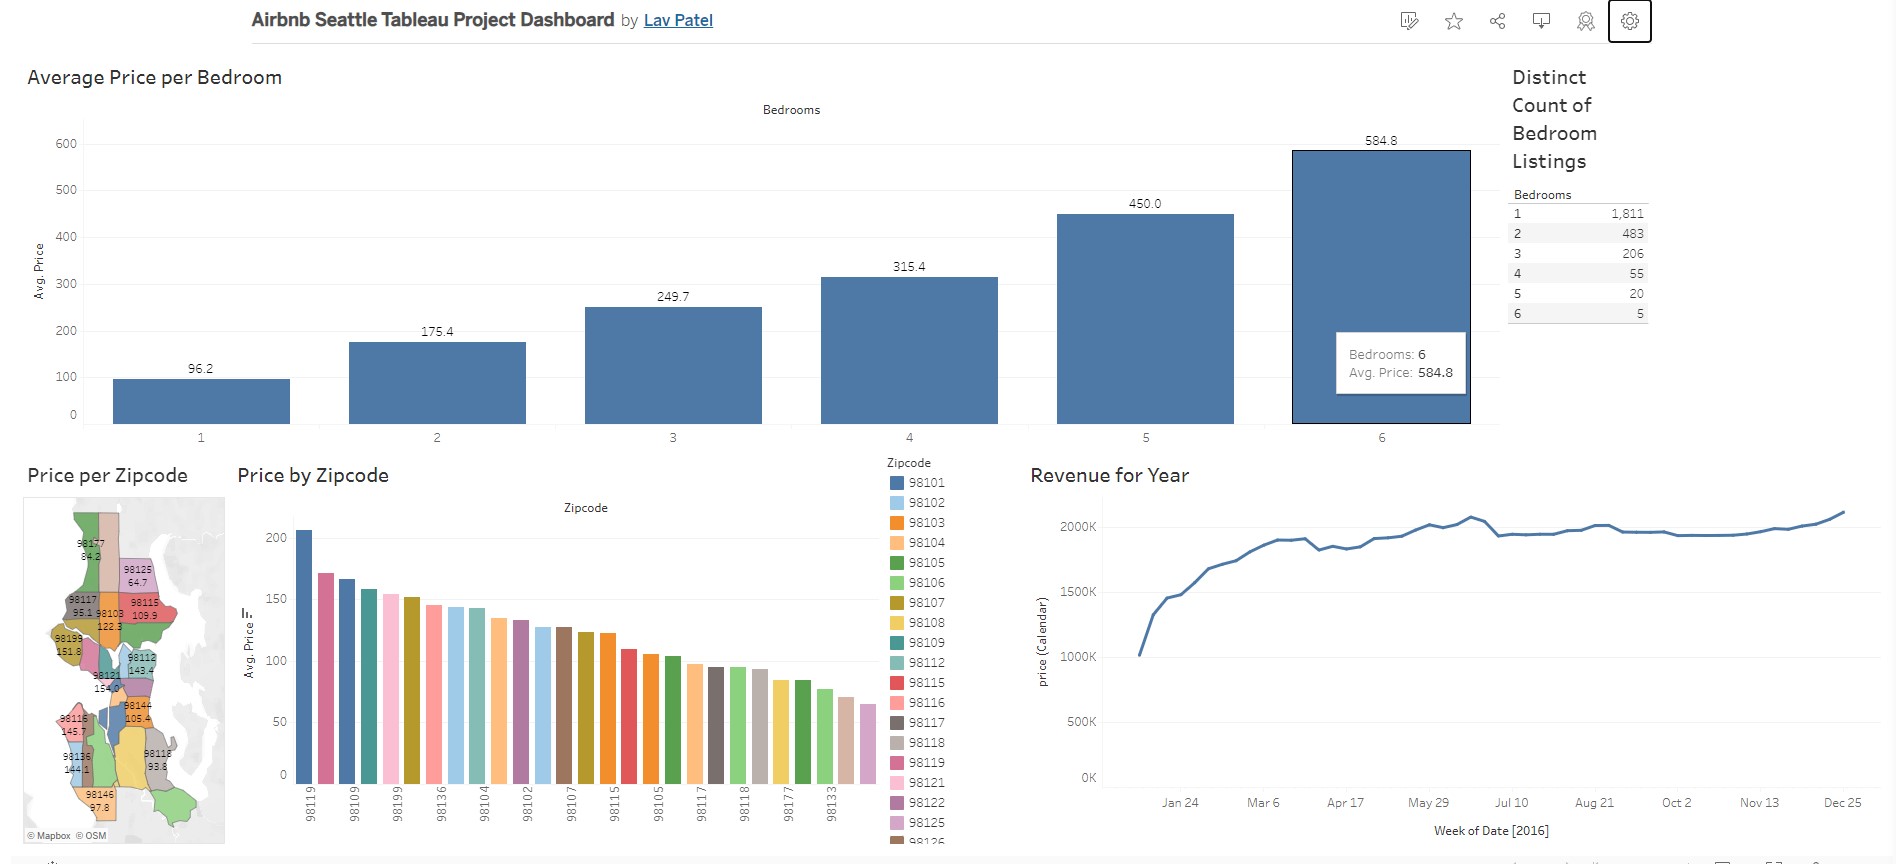 Airbnb Seattle Tableau Project Dashboard by Lav Patel
Average Price per Bedroom
Bedrooms
Avg. Price
600
500
400
300
200
100
0
96.2
175.4
249.7
315.4
450.0
584.8
Bedrooms: 6
Avg. Price: 584.8
1
2
3
4
5
6
Distinct
Count of
Bedroom
Listings
Bedrooms
1 1,811
2 483
3 206
4 55
5 20
6 5
Price per Zipcode
98177
84.2
98125
64.7
98117
95.1
98103
122.3
98115
109.9
98199
151.8
98112
143.4
98121
154.0
98144
105.4
98116
145.7
98136
144.1
98118
93.8
98146
97.8
© Mapbox © OSM
Price by Zipcode
Zipcode
Avg. Price
200
150
100
50
0
98119
98109
98199
98136
98104
98102
98107
98115
98105
98117
98118
98177
98133
Zipcode
98101
98102
98103
98104
98105
98106
98107
98108
98109
98112
98115
98116
98117
98118
98119
98121
98122
98125
98126
Revenue for Year
price (Calendar)
2000K
1500K
1000K
500K
0K
Jan 24
Mar 6
Apr 17
May 29
Jul 10
Aug 21
Oct 2
Nov 13
Dec 25
Week of Date [2016]